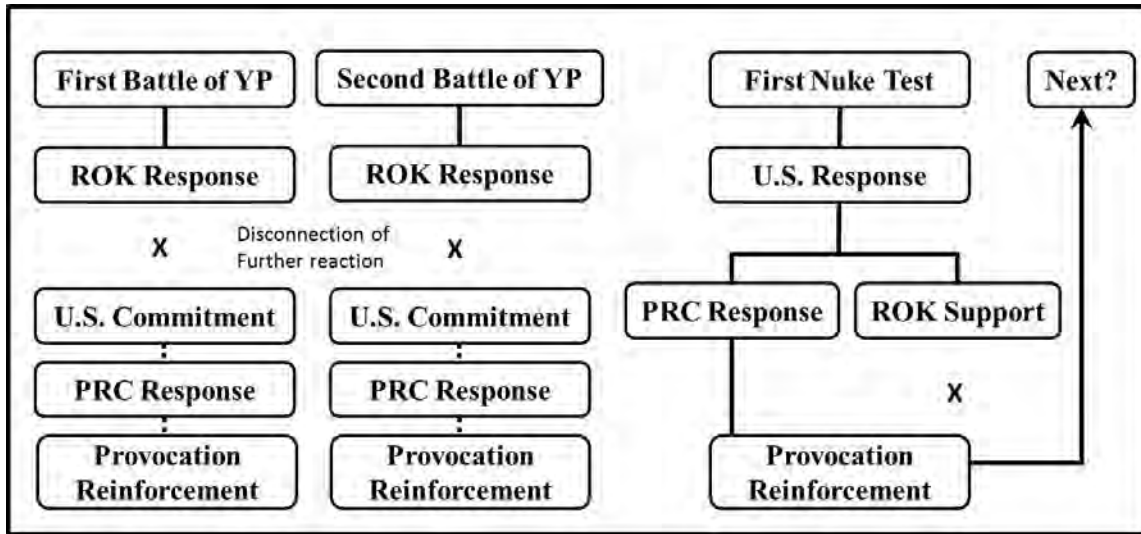 First Battle of YP
Second Battle of YP
First Nuke Test
Next?
ROK Response
ROK Response
U.S. Response
X
Disconnection of
Further reaction
X
U.S. Commitment
U.S. Commitment
PRC Response
ROK Support
PRC Response
PRC Response
X
Provocation
Reinforcement
Provocation
Reinforcement
Provocation
Reinforcement